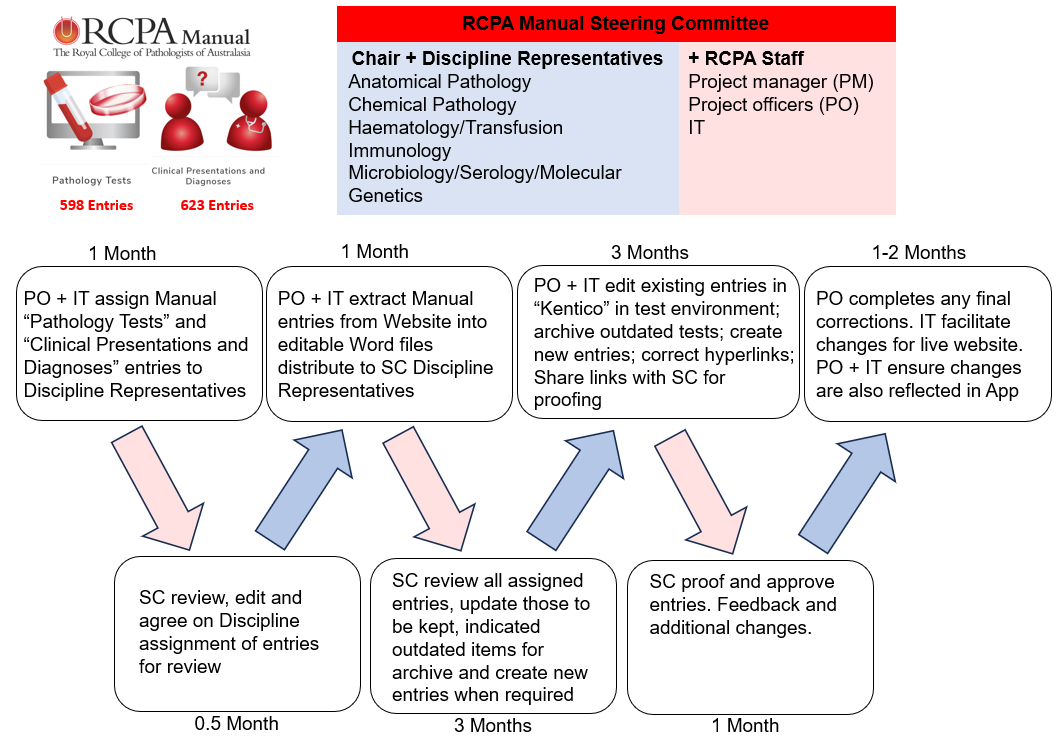 RCPA Manual
The Royal College of Pathologists of Australasia
?
Pathology Tests
598 Entries
Clinical Presentations and
Diagnoses
623 Entries
RCPA Manual Steering Committee
Chair + Discipline Representatives
Anatomical Pathology
Chemical Pathology
Haematology/Transfusion
Immunology
Microbiology/Serology/Molecular
Genetics
+ RCPA Staff
Project manager (PM)
Project officers (PO)
IT
1 Month
PO + IT assign Manual
“Pathology Tests” and
“Clinical Presentations and
Diagnoses” entries to
Discipline Representatives
SC review, edit and
agree on Discipline
assignment of entries
for review
0.5 Month
1 Month
PO + IT extract Manual
entries from Website into
editable Word files
distribute to SC Discipline
Representatives
SC review all assigned
entries, update those to
be kept, indicated
outdated items for
archive and create new
entries when required
3 Months
3 Months
PO + IT edit existing entries in
“Kentico” in test environment;
archive outdated tests; create
new entries; correct hyperlinks;
Share links with SC for
proofing
SC proof and approve
entries. Feedback and
additional changes.
1 Month
1-2 Months
PO completes any final
corrections. IT facilitate
changes for live website.
PO + IT ensure changes
are also reflected in App